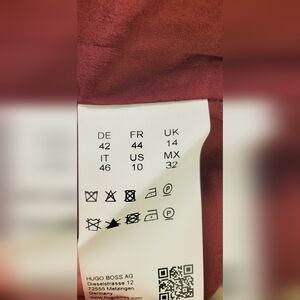 DE FR UK
42 44 14
IT US MX
46 10 32
HUGO BOSS AG
Dieselstrasse 12
72555 Metzingen
Germany